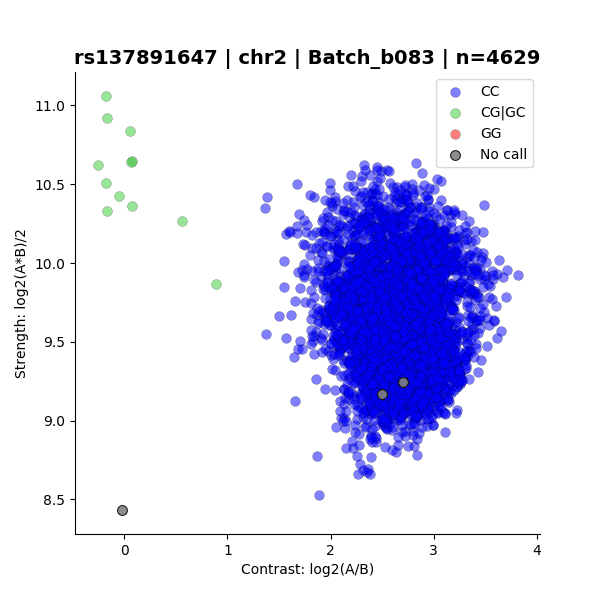 rs137891647 | chr2 | Batch_b083 | n=4629
CC
CG|GC
GG
No call
Strength: log2(A*B)/2
11.0
10.5
10.0
9.5
9.0
8.5
0
1
2
3
4
Contrast: log2(A/B)